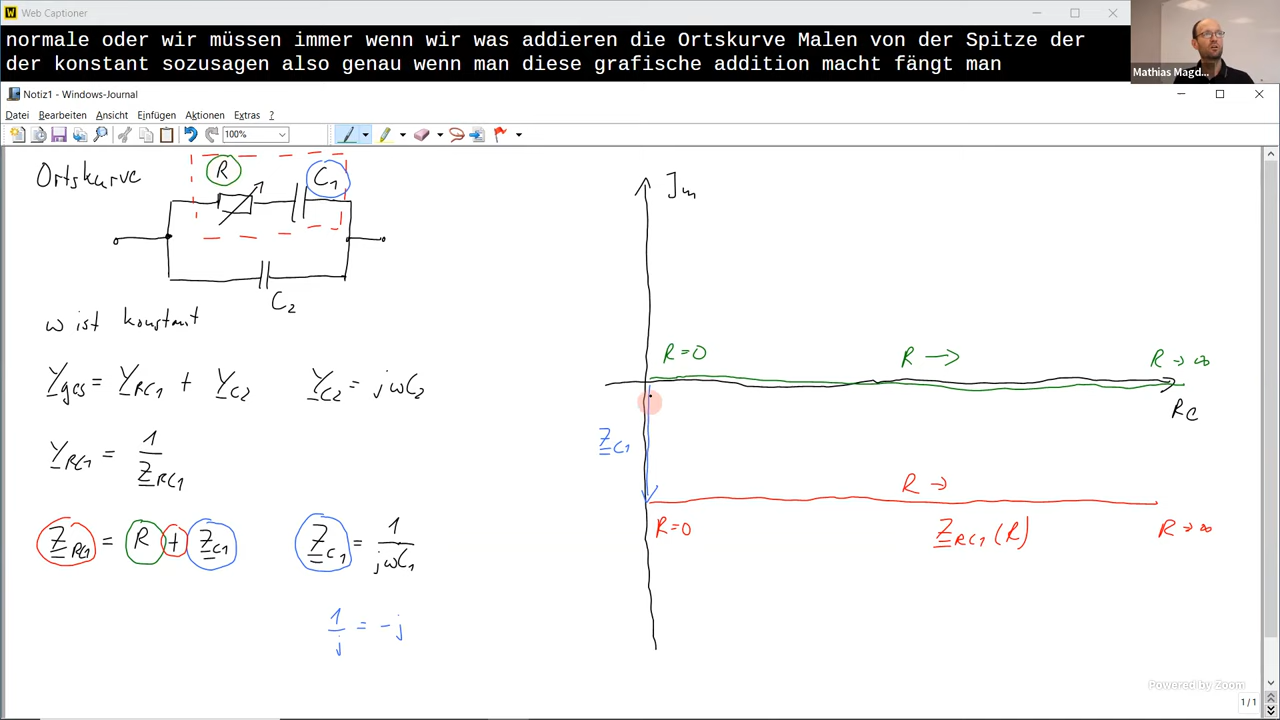 Web Captioner
normale oder wir müssen immer wenn wir was addieren die Ortskurve Malen von der Spitze der
der konstant sozusagen also genau wenn man diese grafische addition macht fängt man
Mathias Magd...
Notiz1 - Windows-Journal
Datei Bearbeiten Einfügen Aktionen Extras ?
100%
Ortskurve
R
C1
C2
ω ist konstant
Yges = YRC1 + YC2
YC2 = jωC2
YRC1 = 1/ZRC1
ZRC1 = R + ZC1
ZC1 = 1/jωC1
1/j = -j
Im
R=0
R →
R → ∞
Re
ZC1
R →
R=0
ZRC1 (R)
R → ∞
Powered by Zoom
1 / 1